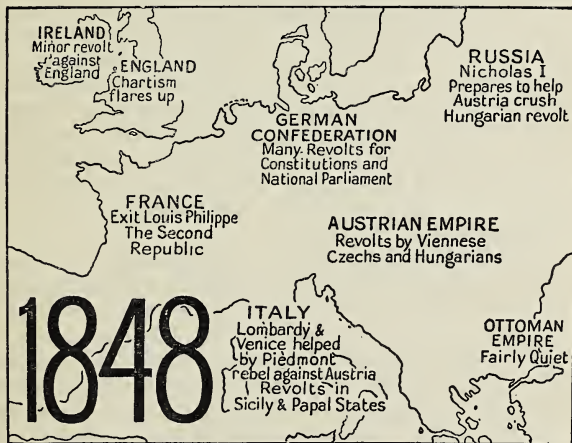 IRELAND
Minor revolt
against
England
ENGLAND
Chartism
flares up
RUSSIA
Nicholas I
Prepares to help
Austria crush
Hungarian revolt
GERMAN
CONFEDERATION
Many Revolts for
Constitutions and
National Parliament
FRANCE
Exit Louis Philippe
The Second
Republic
AUSTRIAN EMPIRE
Revolts by Viennese
Czechs and Hungarians
1848
ITALY
Lombardy &
Venice helped
by Piedmont
rebel against Austria
Revolts in
Sicily & Papal States
OTTOMAN
EMPIRE
Fairly Quiet